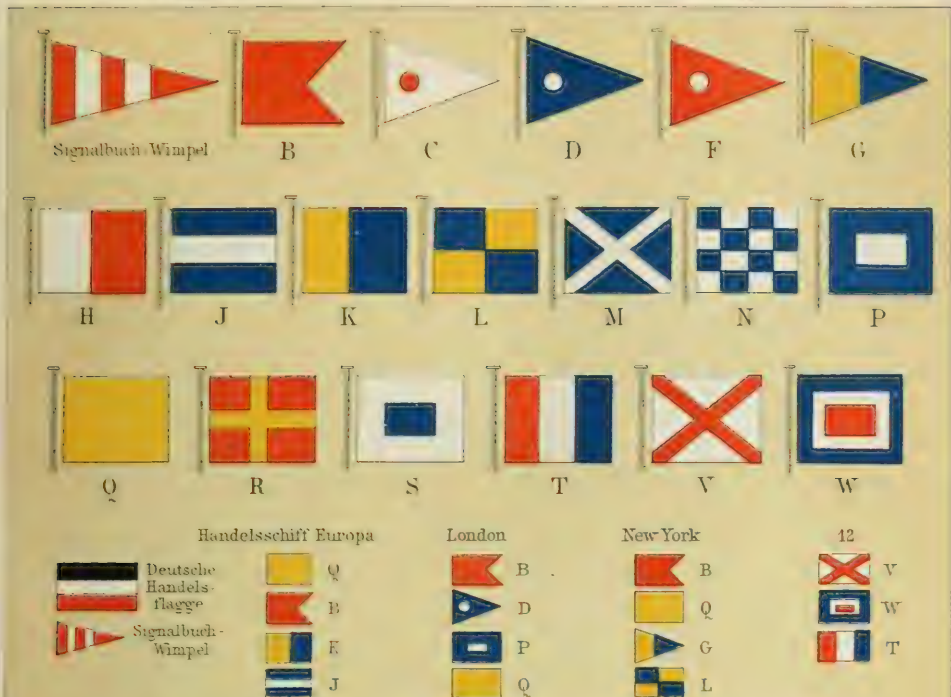 Signalbuch-Wimpel B C D F G
H J K L M N P
Q R S T V W
Handelsschiff Europa London New York 12
Deutsche
Handels-
flagge
Signalbuch-
Wimpel
Q
B
K
J
B
D
P
Q
B
Q
G
L
V
W
T